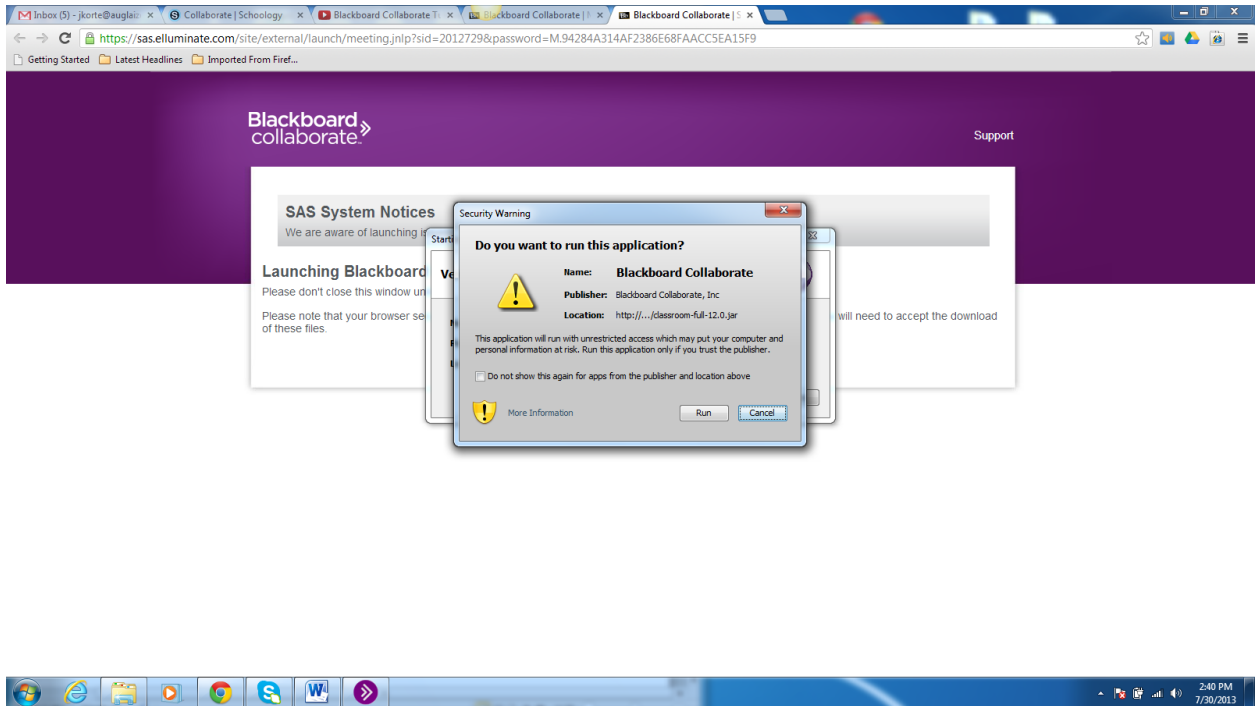 Inbox (5) - jkorte@auglaiz
Collaborate | Schoology
Blackboard Collaborate Tr
Blackboard Collaborate |
Blackboard Collaborate | S
https://sas.elluminate.com/site/external/launch/meeting.jnlp?sid=2012729&password=M.94284A314AF2386E68FAACC5EA15F9
Getting Started Latest Headlines Imported From Firef...
Blackboard
collaborate
Support
SAS System Notices
We are aware of launching
Launching Blackboard
Please don't close this window un
Please note that your browser se
will need to accept the download
of these files.
Start
Ve
Security Warning
Do you want to run this application?
Name: Blackboard Collaborate
Publisher: Blackboard Collaborate, Inc
Location: http://.../classroom-full-12.0.jar
This application will run with unrestricted access which may put your computer and
personal information at risk. Run this application only if you trust the publisher.
Do not show this again for apps from the publisher and location above
More Information
Run
Cancel
2:40 PM
7/30/2013